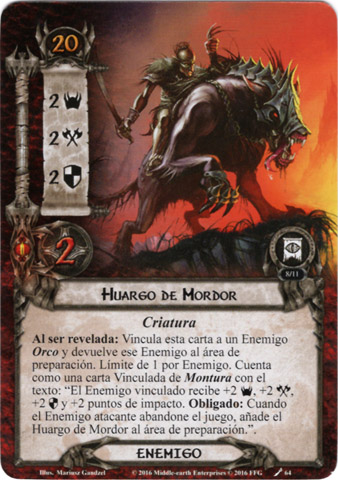 20
2
2
2
2
8/11
Huargo de Mordor
Criatura
Al ser revelada: Vincula esta carta a un Enemigo
Orco y devuelve ese Enemigo al área de
preparación. Límite de 1 por Enemigo. Cuenta
como una carta Vinculada de Montura con el
texto: “El Enemigo vinculado recibe +2 , +2 ,
+2 y +2 puntos de impacto. Obligado: Cuando
el Enemigo atacante abandone el juego, añade el
Huargo de Mordor al área de preparación.”.
ENEMIGO
Illus. Mariusz Gandzel
© 2016 Middle-earth Enterprises © 2016 FFG
64